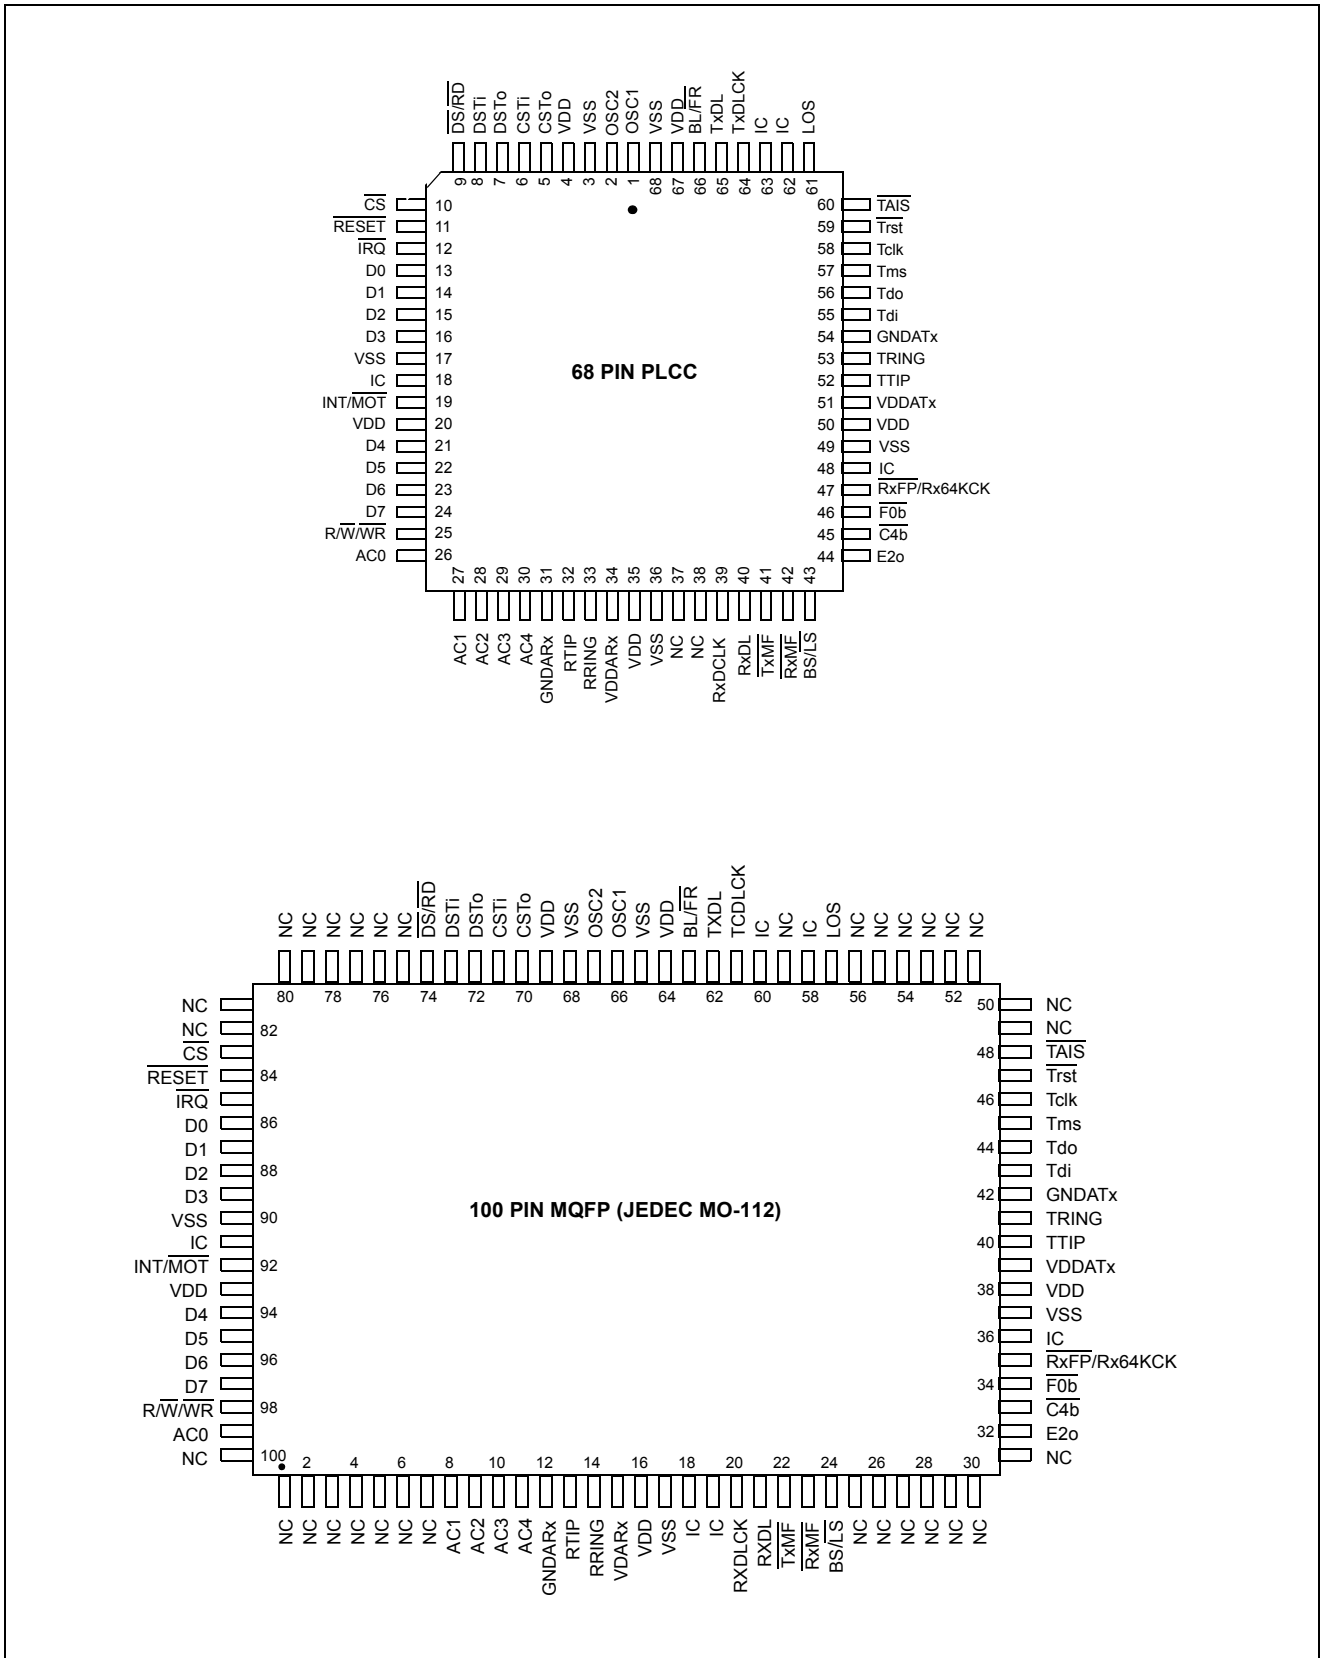 DS/RD
DSTi
DSTo
CSTi
CSTo
VDD
VSS
OSC2
OSC1
VSS
VDD
BL/FR
TxDL
TxDLCK
IC
IC
LOS
9 8 7 6 5 4 3 2 1 68 67 66 65 64 63 62 61
CS 10 60 TAIS
RESET 11 59 Trst
IRQ 12 58 Tclk
D0 13 57 Tms
D1 14 56 Tdo
D2 15 55 Tdi
D3 16 54 GNDATx
VSS 17 53 TRING
IC 18 68 PIN PLCC 52 TTIP
INT/MOT 19 51 VDDATx
VDD 20 50 VDD
D4 21 49 VSS
D5 22 48 IC
D6 23 47 RxFP/Rx64KCK
D7 24 46 F0b
R/W/WR 25 45 C4b
AC0 26 44 E2o
27 28 29 30 31 32 33 34 35 36 37 38 39 40 41 42 43
AC1
AC2
AC3
AC4
GNDARx
RTIP
RRING
VDDARx
VDD
VSS
NC
NC
RxDCLK
RxDL
TxMF
RxMF
BS/LS
NC
NC
NC
NC
NC
NC
DS/RD
DSTi
DSTo
CSTi
CSTo
VDD
VSS
OSC2
OSC1
VSS
VDD
BL/FR
TXDL
TCDLCK
IC
NC
IC
LOS
NC
NC
NC
NC
NC
NC
80 78 76 74 72 70 68 66 64 62 60 58 56 54 52
NC 50 NC
NC 82 NC
CS 48 TAIS
RESET 84 Trst
IRQ 46 Tclk
D0 86 Tms
D1 44 Tdo
D2 88 Tdi
D3 42 GNDATx
VSS 90 100 PIN MQFP (JEDEC MO-112) TRING
IC 40 TTIP
INT/MOT 92 VDDATx
VDD 38 VDD
D4 94 VSS
D5 36 IC
D6 96 RxFP/Rx64KCK
D7 34 F0b
R/W/WR 98 C4b
AC0 32 E2o
NC 100 NC
2 4 6 8 10 12 14 16 18 20 22 24 26 28 30
NC
NC
NC
NC
NC
NC
NC
AC1
AC2
AC3
AC4
GNDARx
RTIP
RRING
VDARx
VDD
VSS
IC
IC
RXDLCK
RXDL
TxMF
RxMF
BS/LS
NC
NC
NC
NC
NC
NC